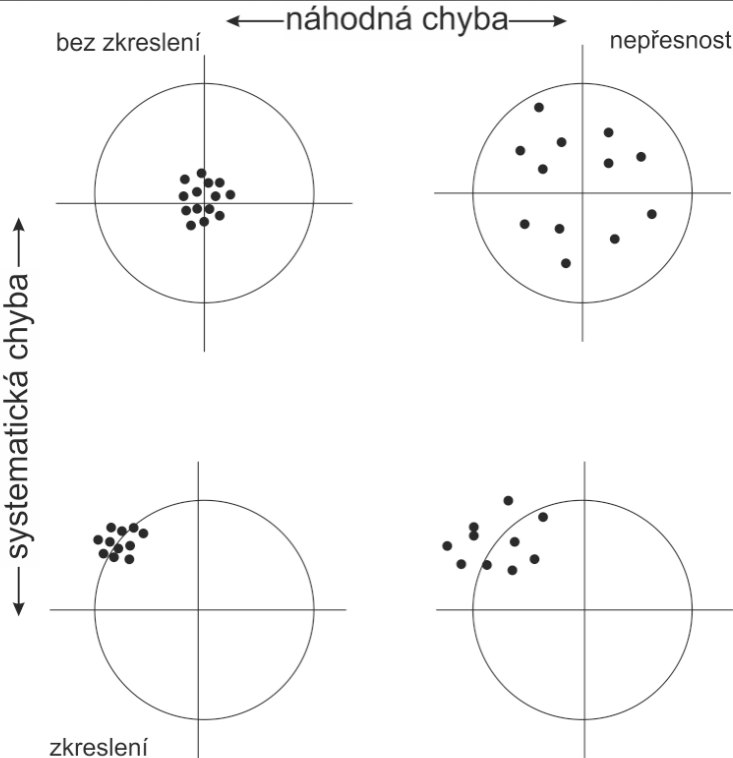 náhodná chyba
bez zkreslení
nepřesnost
systematická chyba
zkreslení